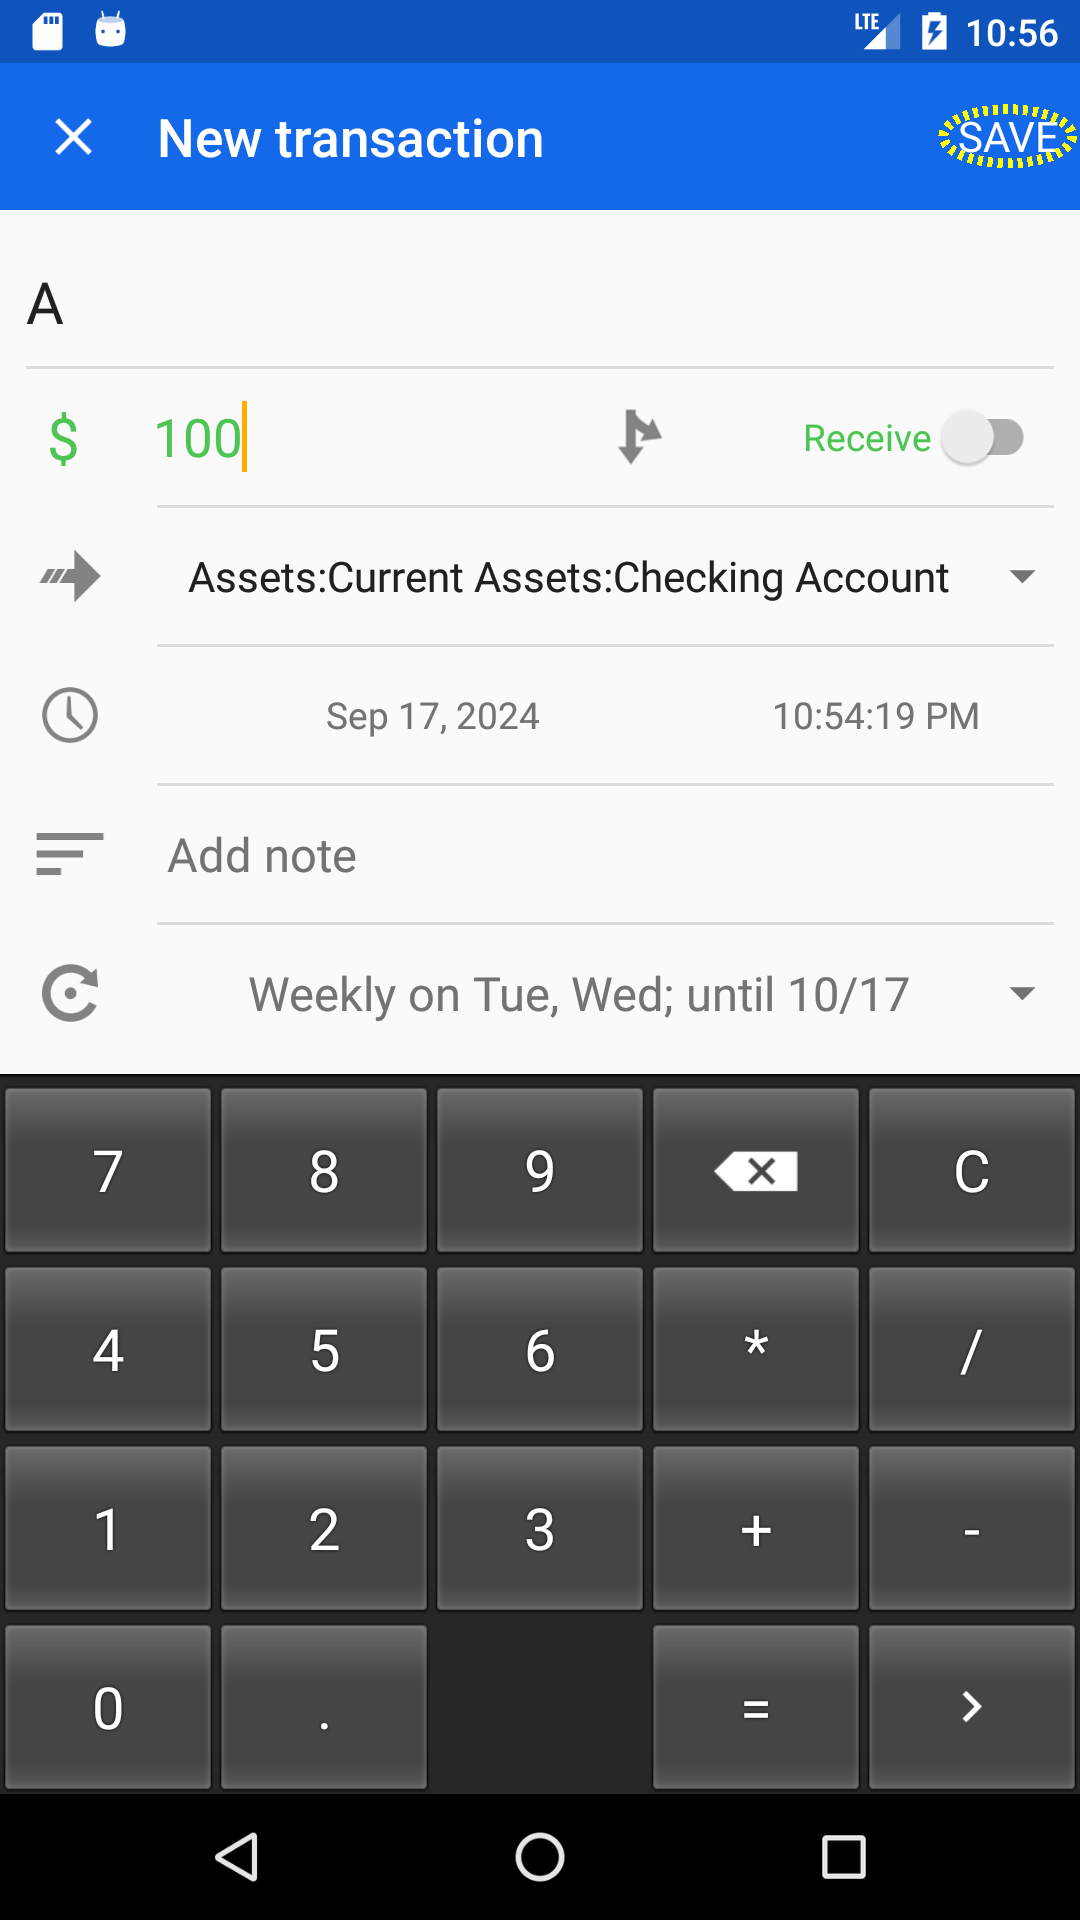 LTE 10:56
New transaction SAVE
A
$ 100 Receive
Assets:Current Assets:Checking Account
Sep 17, 2024 10:54:19 PM
Add note
Weekly on Tue, Wed; until 10/17
7 8 9 C
4 5 6 * /
1 2 3 + -
0 . = >